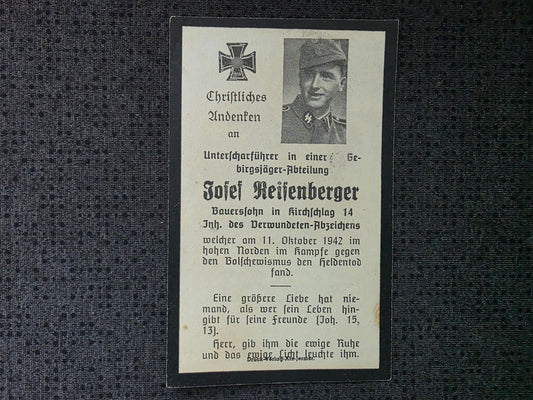 Christliches
Andenken
an
Unterscharführer in einer Ge-
birgsjäger-Abteilung
Josef Reisenberger
Bauerssohn in Kirchschlag 14
Inh. des Verwundeten-Abzeichens
welcher am 11. Oktober 1942 im
hohen Norden im Kampfe gegen
den Bolschewismus den Heldentod
fand.
Eine größere Liebe hat nie-
mand, als wer sein Leben hin-
gibt für seine Freunde (Joh. 15,
13).
Herr, gib ihm die ewige Ruhe
und das ewige Licht leuchte ihm.